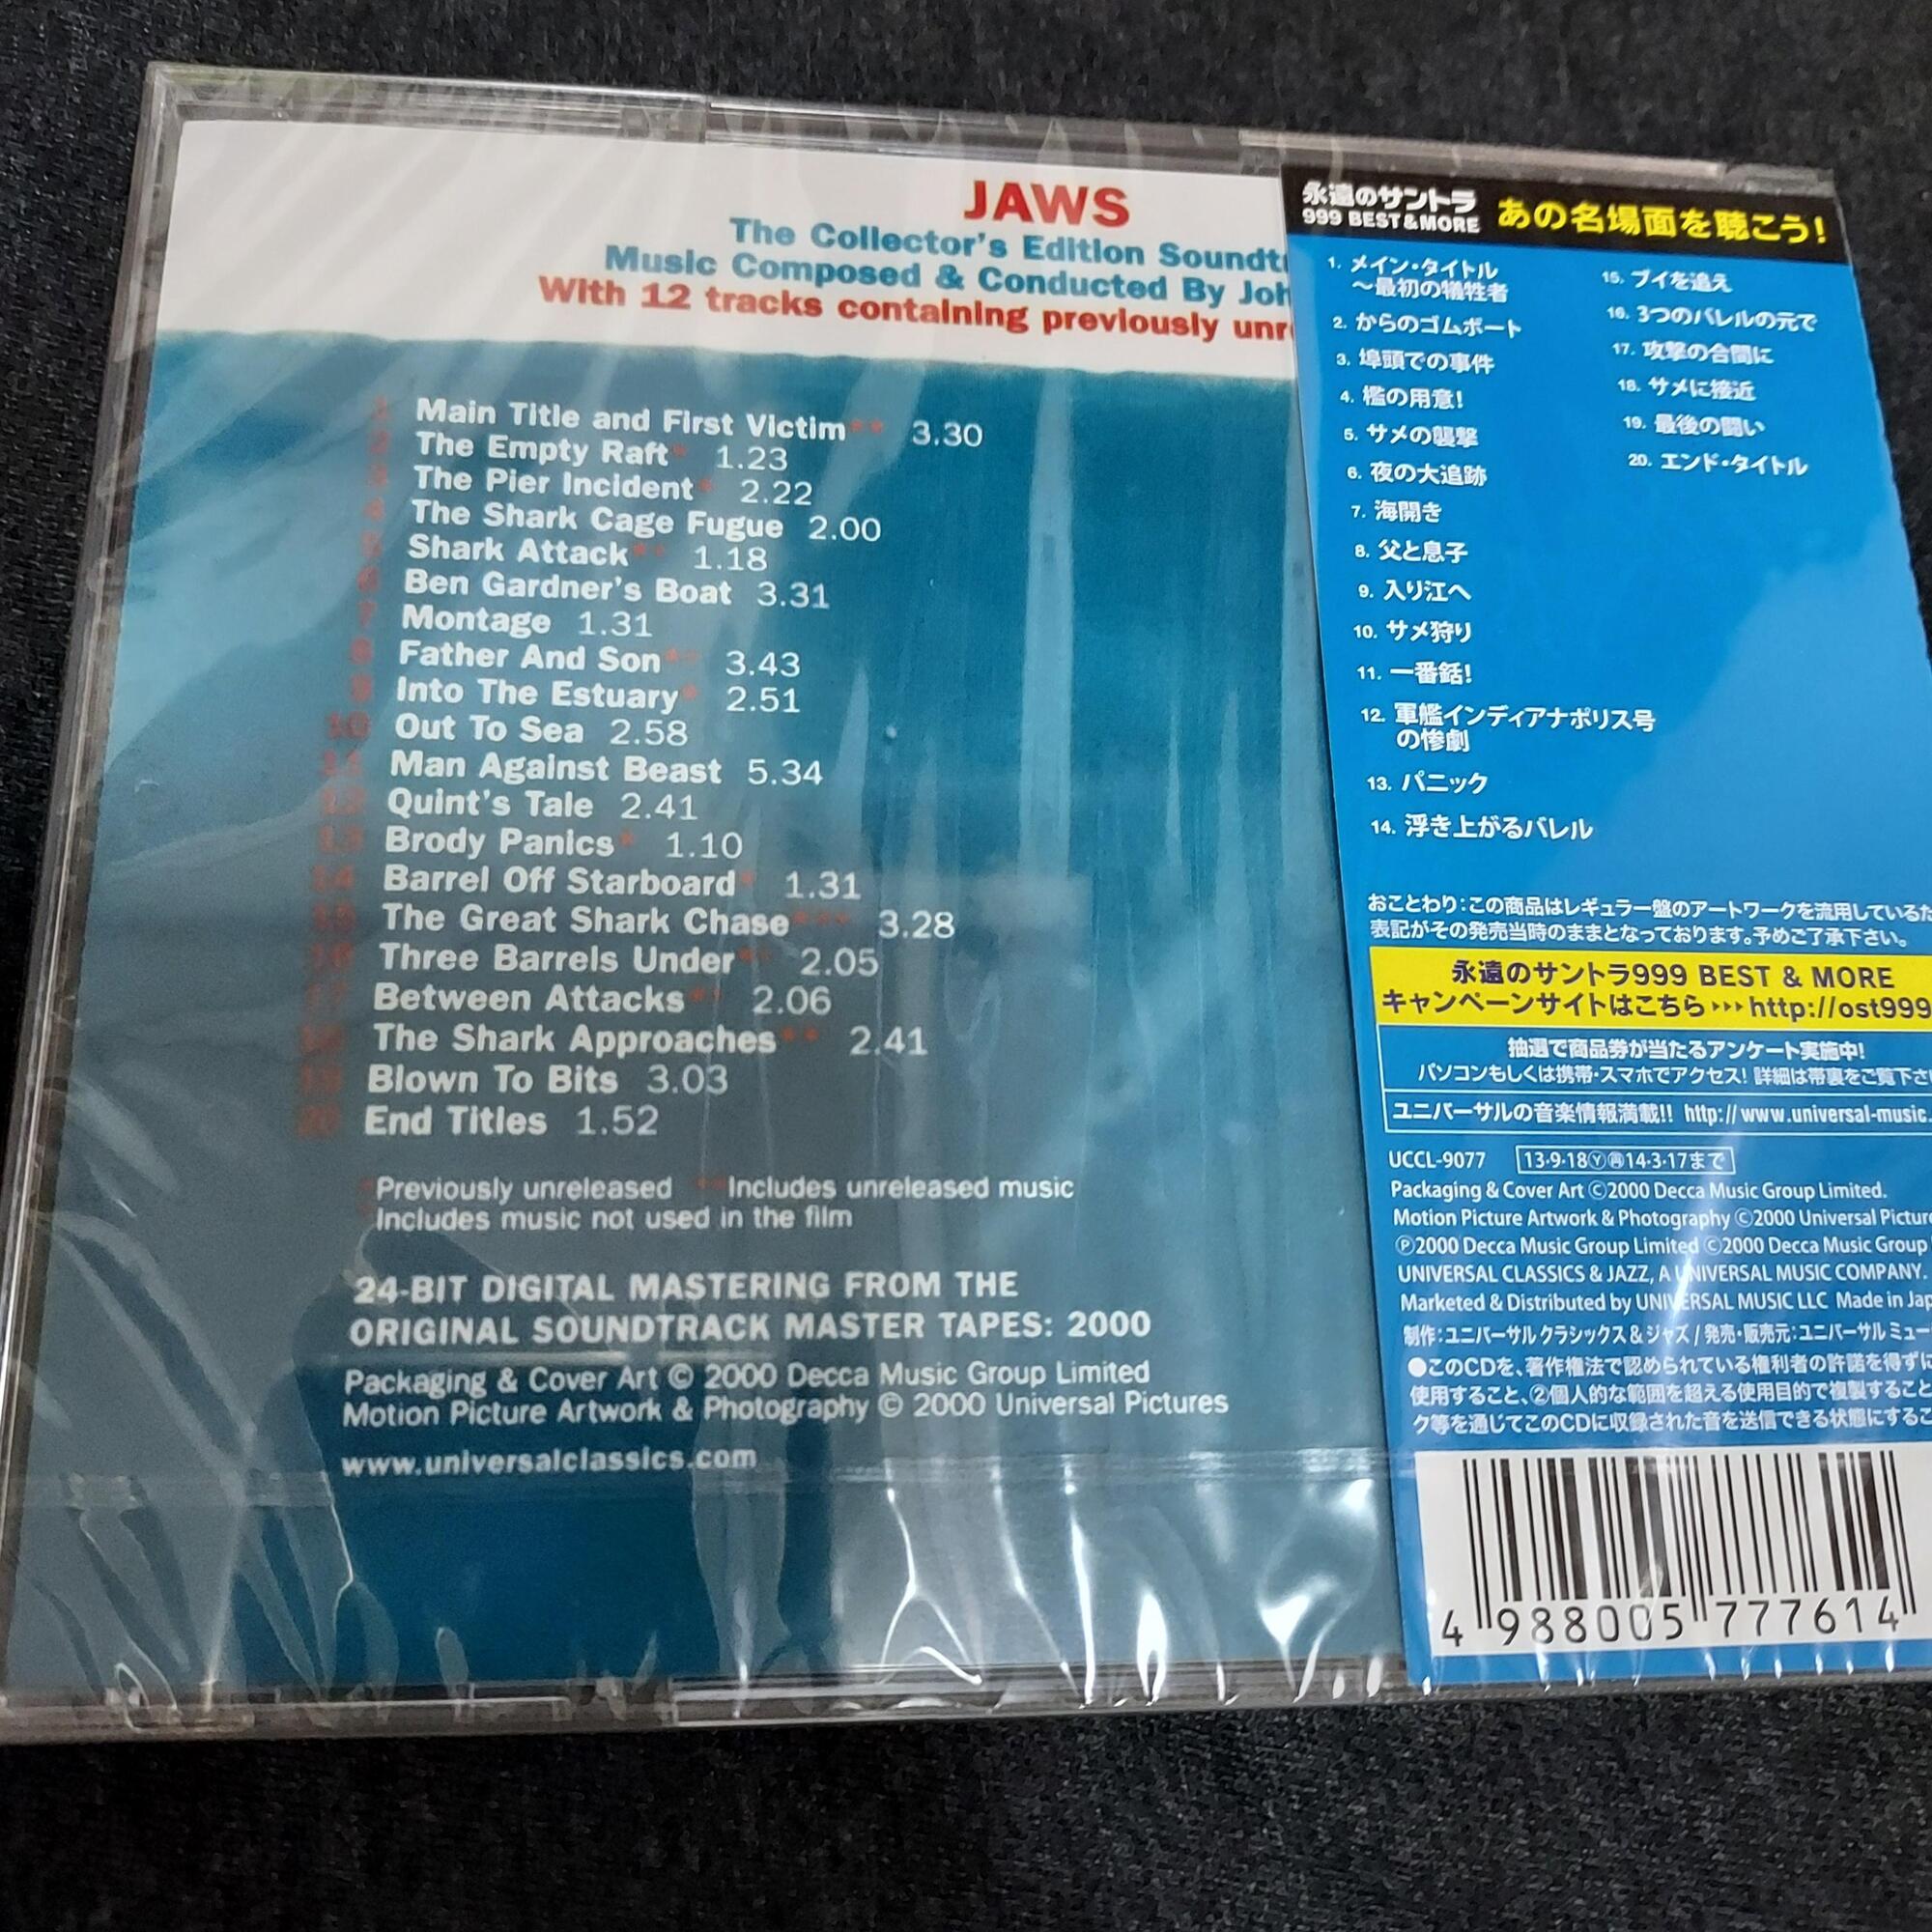 JAWS
The Collector's Edition
Music Composed & Conducted By
With 12 tracks containing previously
1 Main Title and First Victim** 3.30
2 The Empty Raft* 1.23
3 The Pier Incident* 2.22
4 The Shark Cage Fugue 2.00
5 Shark Attack** 1.18
6 Ben Gardner's Boat 3.31
7 Montage 1.31
8 Father And Son** 3.43
9 Into The Estuary* 2.51
10 Out To Sea 2.58
11 Man Against Beast 5.34
12 Quint's Tale 2.41
13 Brody Panics* 1.10
14 Barrel Off Starboard* 1.31
15 The Great Shark Chase*** 3.28
16 Three Barrels Under** 2.05
17 Between Attacks** 2.06
18 The Shark Approaches** 2.41
19 Blown To Bits 3.03
20 End Titles 1.52
*Previously unreleased **Includes unreleased music
Includes music not used in the film
24-BIT DIGITAL MASTERING FROM THE
ORIGINAL SOUNDTRACK MASTER TAPES: 2000
Packaging & Cover Art © 2000 Decca Music Group Limited
Motion Picture Artwork & Photography © 2000 Universal Pictures
www.universalclassics.com
永遠のサントラ
999 BEST&MORE
あの名場面を聴こう!
1. メイン・タイトル
〜最初の犠牲者
2. からのゴムボート
3. 埠頭での事件
4. 檻の用意!
5. サメの襲撃
6. 夜の大追跡
7. 海開き
8. 父と息子
9. 入り江へ
10. サメ狩り
11. 一番銛!
12. 軍艦インディアナポリス号
の惨劇
13. パニック
14. 浮き上がるバレル
15. ブイを追え
16. 3つのバレルの元で
17. 攻撃の合間に
18. サメに接近
19. 最後の闘い
20. エンド・タイトル
おことわり:この商品はレギュラー盤のアートワークを流用している
表記がその発売当時のままとなっております。予めご了承下さい。
永遠のサントラ999 BEST & MORE
キャンペーンサイトはこちら›››http://ost999
抽選で商品券が当たるアンケート実施中!
パソコンもしくは携帯・スマホでアクセス! 詳細は帯裏をご覧下さ
ユニバーサルの音楽情報満載!! http://www.universal-music.
UCCL-9077 13・9・18Ⓨ㊢14・3・17まで
Packaging & Cover Art ©2000 Decca Music Group Limited.
Motion Picture Artwork & Photography ©2000 Universal
℗2000 Decca Music Group Limited ©2000 Decca Music Group
UNIVERSAL CLASSICS & JAZZ, A UNIVERSAL MUSIC COMPANY.
Marketed & Distributed by UNIVERSAL MUSIC LLC Made in
制作:ユニバーサル クラシックス&ジャズ / 発売・販売元:ユニバーサル ミュー
●このCDを、著作権法で認められている権利者の許諾を得ずに
使用すること、②個人的な範囲を超える使用目的で複製すること
ク等を通じてこのCDに収録された音を送信できる状態にするこ
4 988005 777614